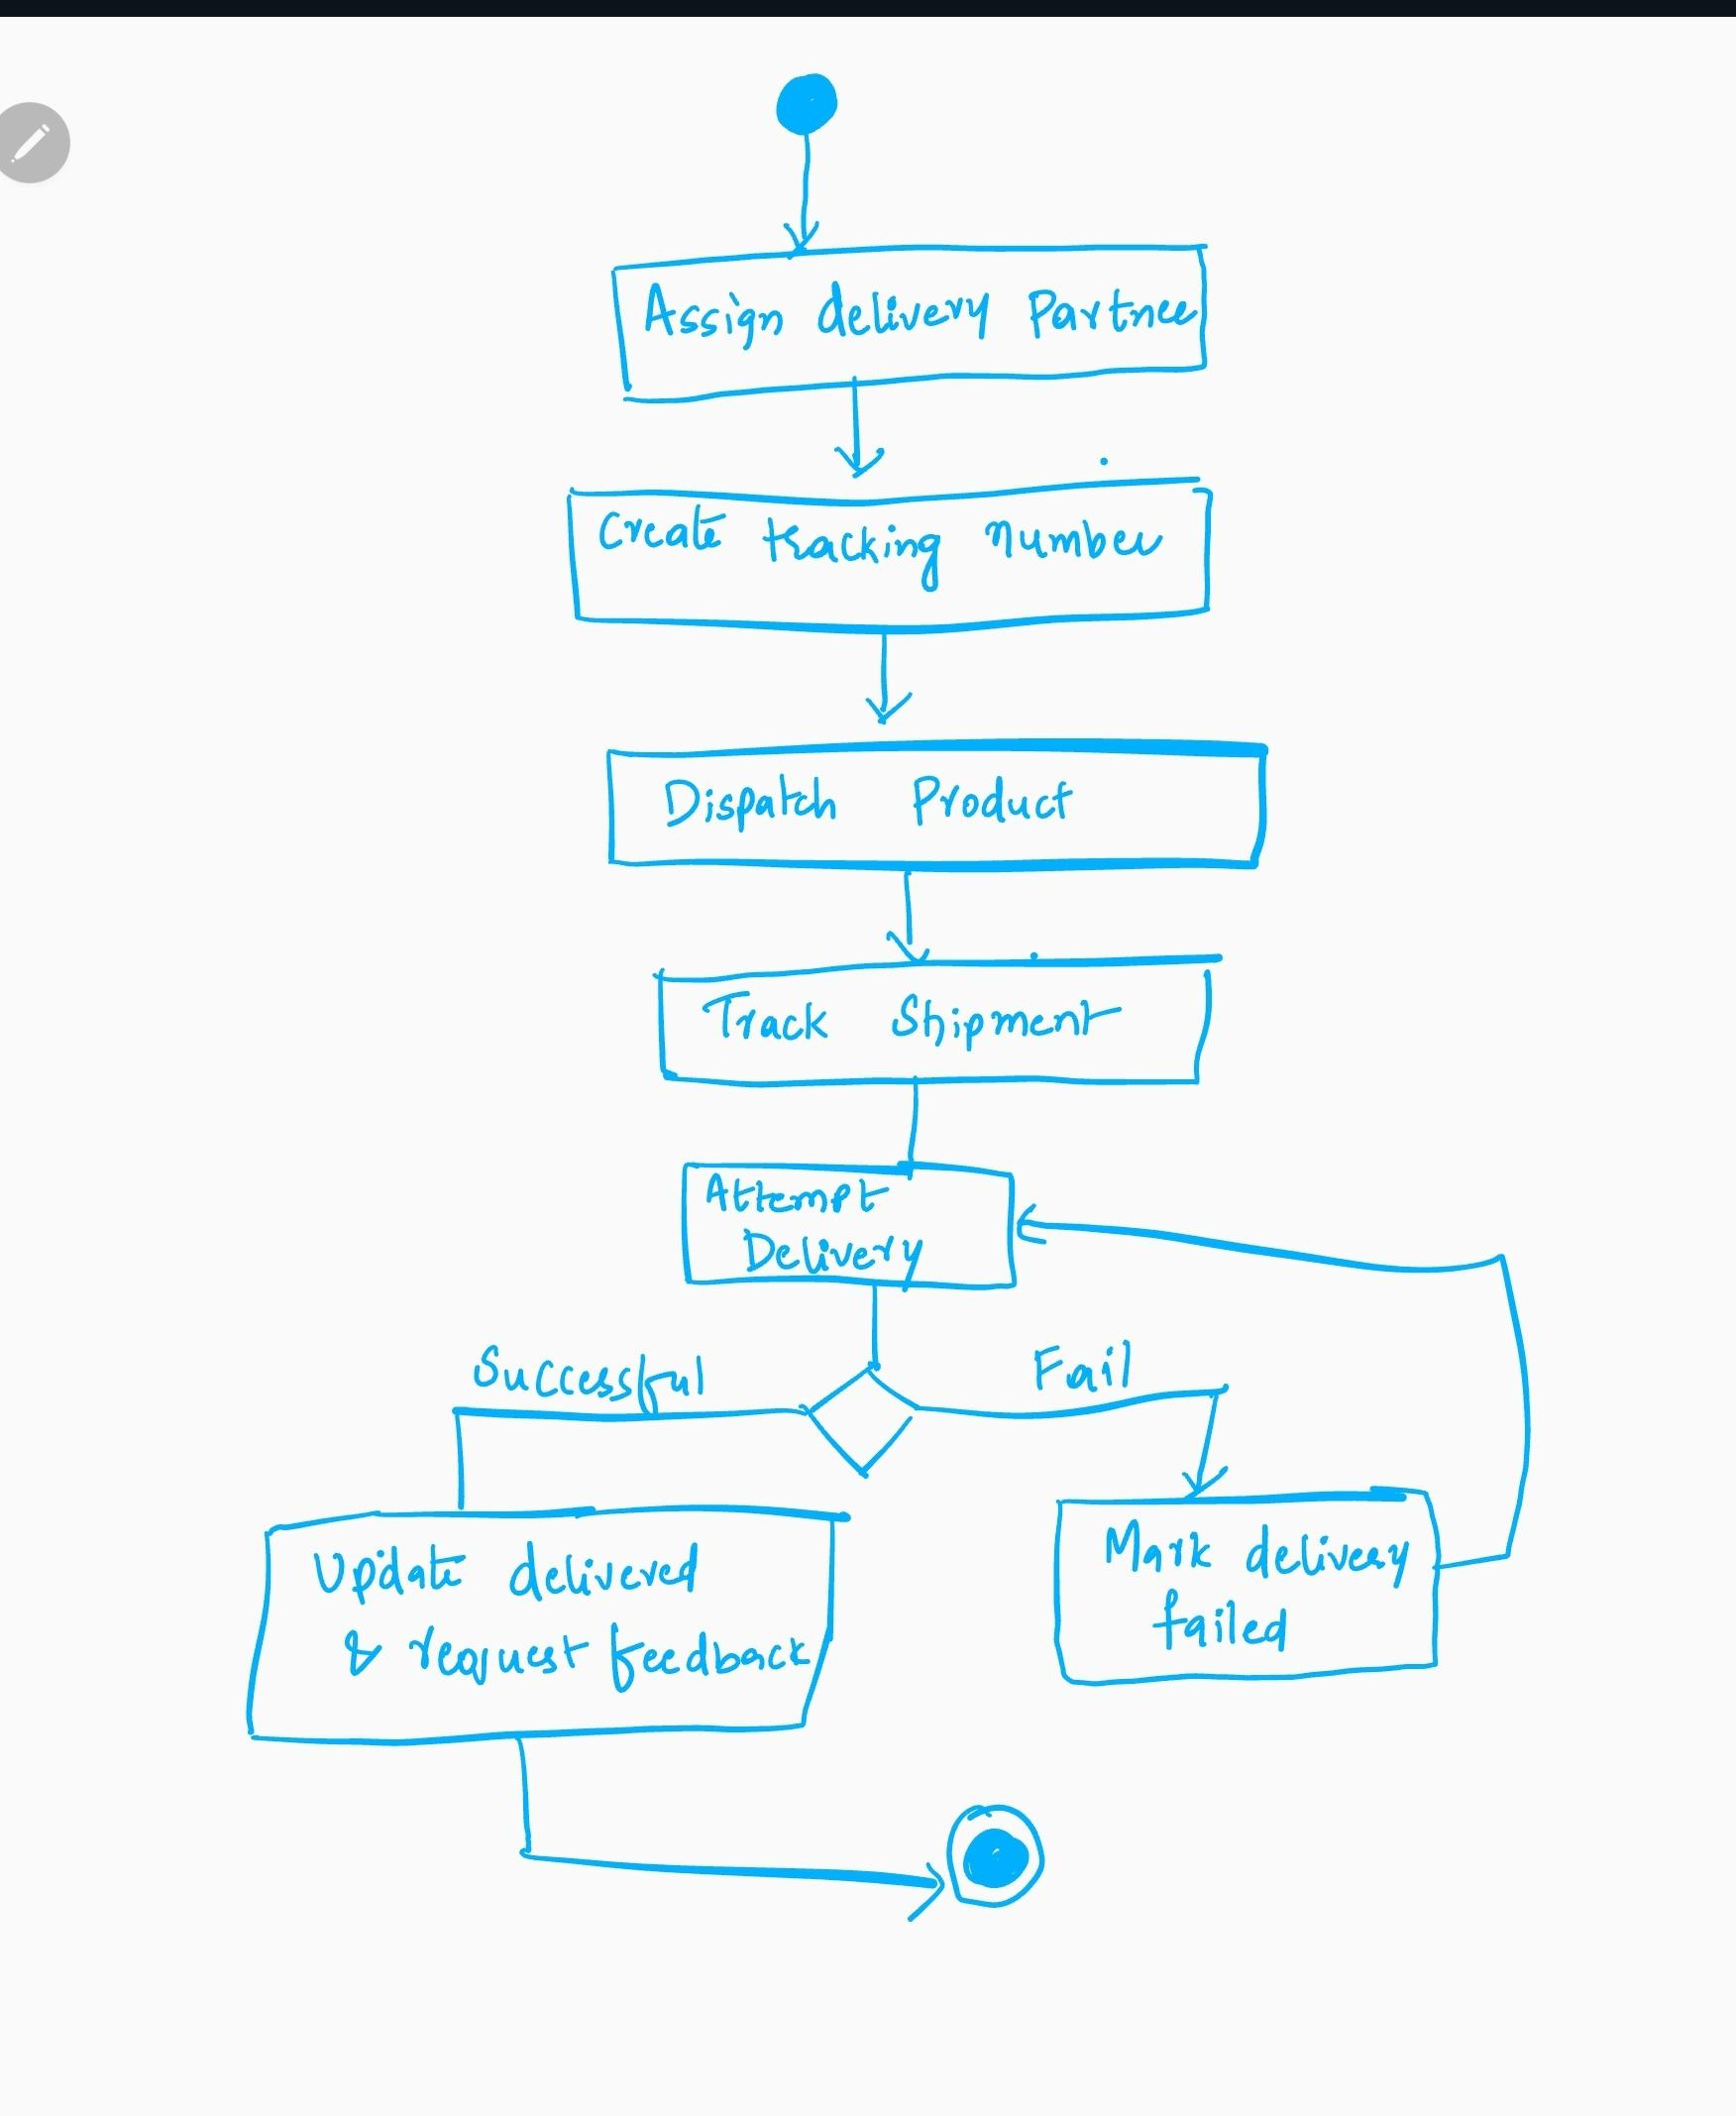 Assign delivery Partner
Create tracking number
Dispatch Product
Track Shipment
Attempt
Delivery
Successful
Fail
Update delivered
& request feedback
Mark delivery
failed